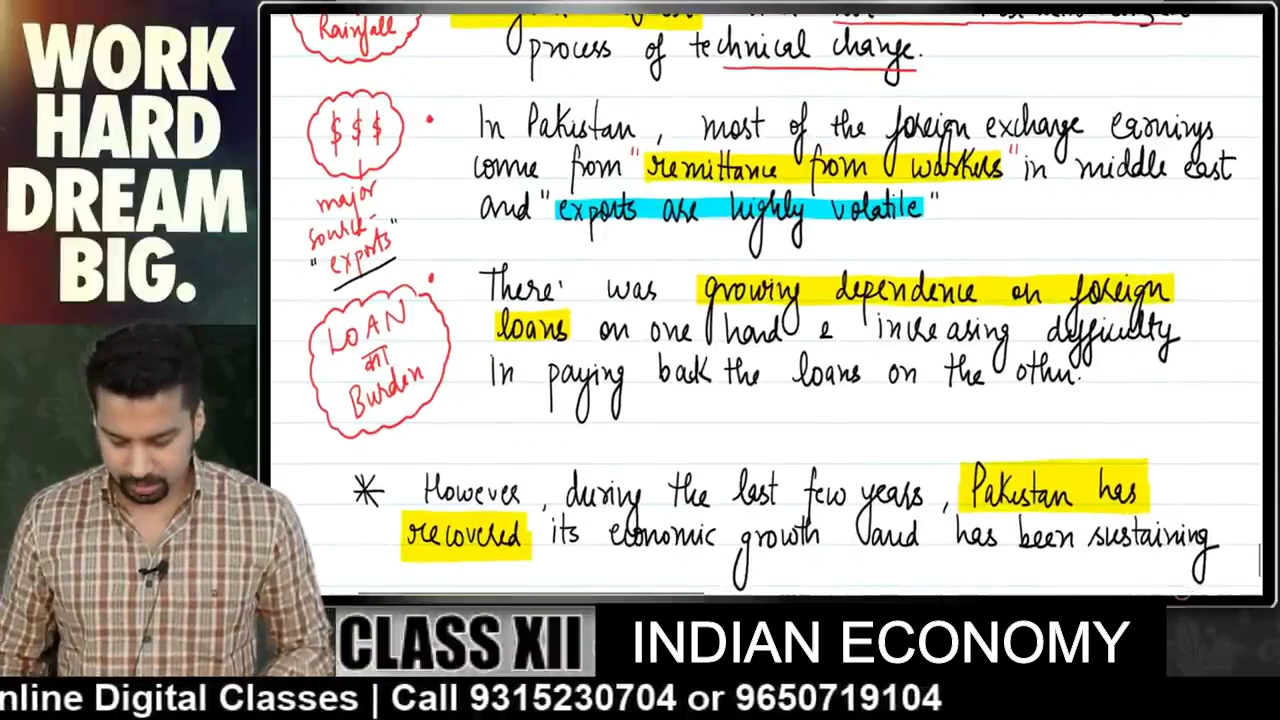 WORK
HARD
DREAM
BIG.
Rainfall
process of technical change.
$ $ $
major
source-
"exports"
• In Pakistan, most of the foreign exchange earnings
come from "remittance from workers" in middle east
and "exports are highly volatile"
LOAN
का
Burden
• There was growing dependence on foreign
loans on one hand & increasing difficulty
In paying back the loans on the other.
* However, during the last few years, Pakistan has
recovered its economic growth and has been sustaining
CLASS XII INDIAN ECONOMY
nline Digital Classes | Call 9315230704 or 9650719104